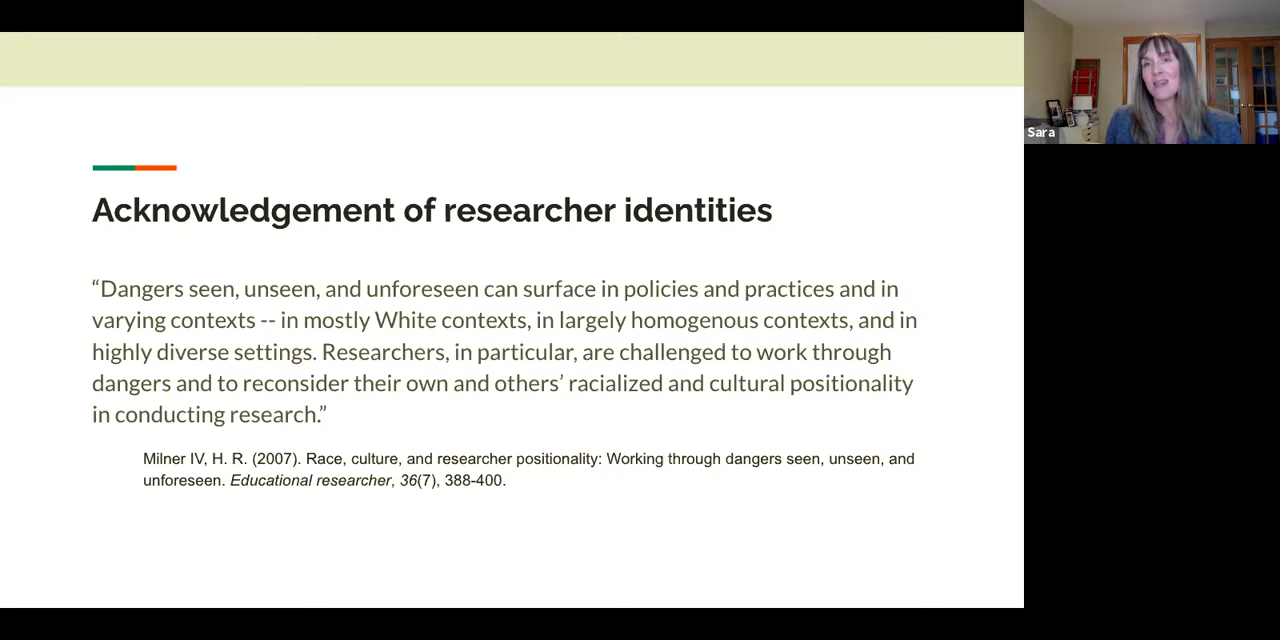 Acknowledgement of researcher identities
“Dangers seen, unseen, and unforeseen can surface in policies and practices and in
varying contexts -- in mostly White contexts, in largely homogenous contexts, and in
highly diverse settings. Researchers, in particular, are challenged to work through
dangers and to reconsider their own and others’ racialized and cultural positionality
in conducting research.”
Milner IV, H. R. (2007). Race, culture, and researcher positionality: Working through dangers seen, unseen, and
unforeseen. Educational researcher, 36(7), 388-400.
Sara